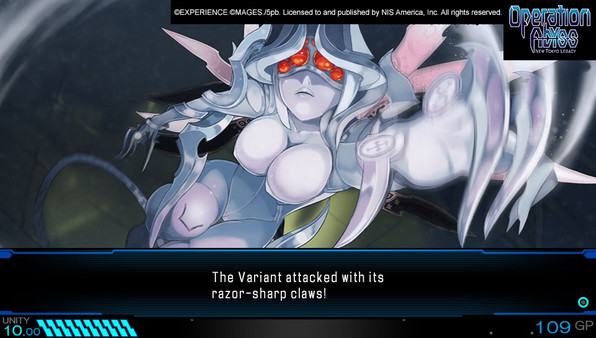 ©EXPERIENCE ©MAGES./5pb. Licensed to and published by NIS America, Inc. All rights reserved.
Operation
Abyss
NEW TOKYO LEGACY
The Variant attacked with its
razor-sharp claws!
UNITY
10.00
109 GP